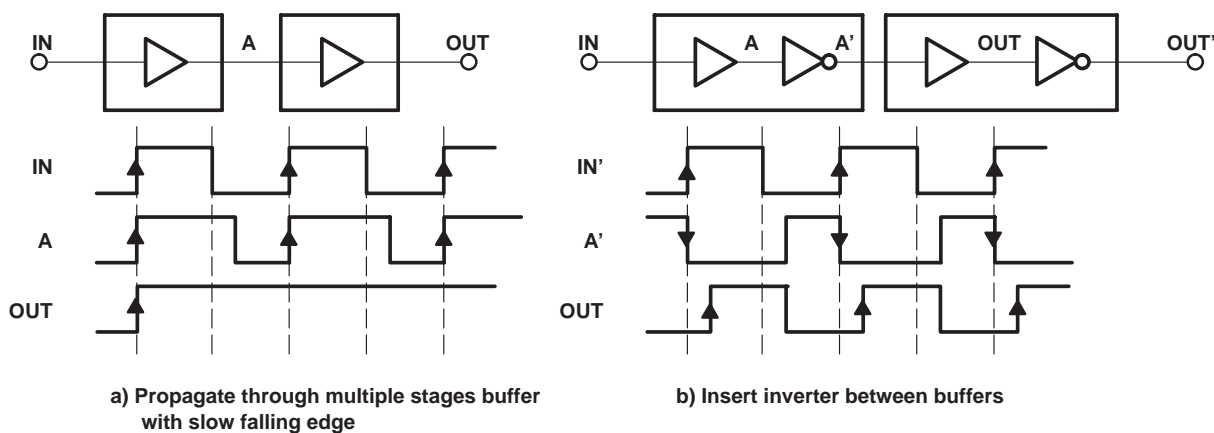 IN
A
OUT
IN
A
A’
OUT
OUT’
IN
A
OUT
IN’
A’
OUT
a) Propagate through multiple stages buffer
with slow falling edge
b) Insert inverter between buffers